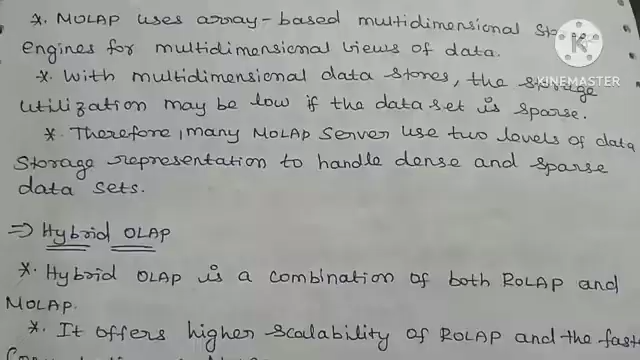 *. MOLAP uses array-based multidimensional
engines for multidimensional views of data.
*. With multidimensional data stores, the storage
utilization may be low if the data set is sparse.
*. Therefore, many MOLAP Server use two levels of data
storage representation to handle dense and sparse
data sets.
⇒ Hybrid OLAP
*. Hybrid OLAP is a combination of both ROLAP and
MOLAP.
*. It offers higher scalability of ROLAP and the
K
KINEMASTER